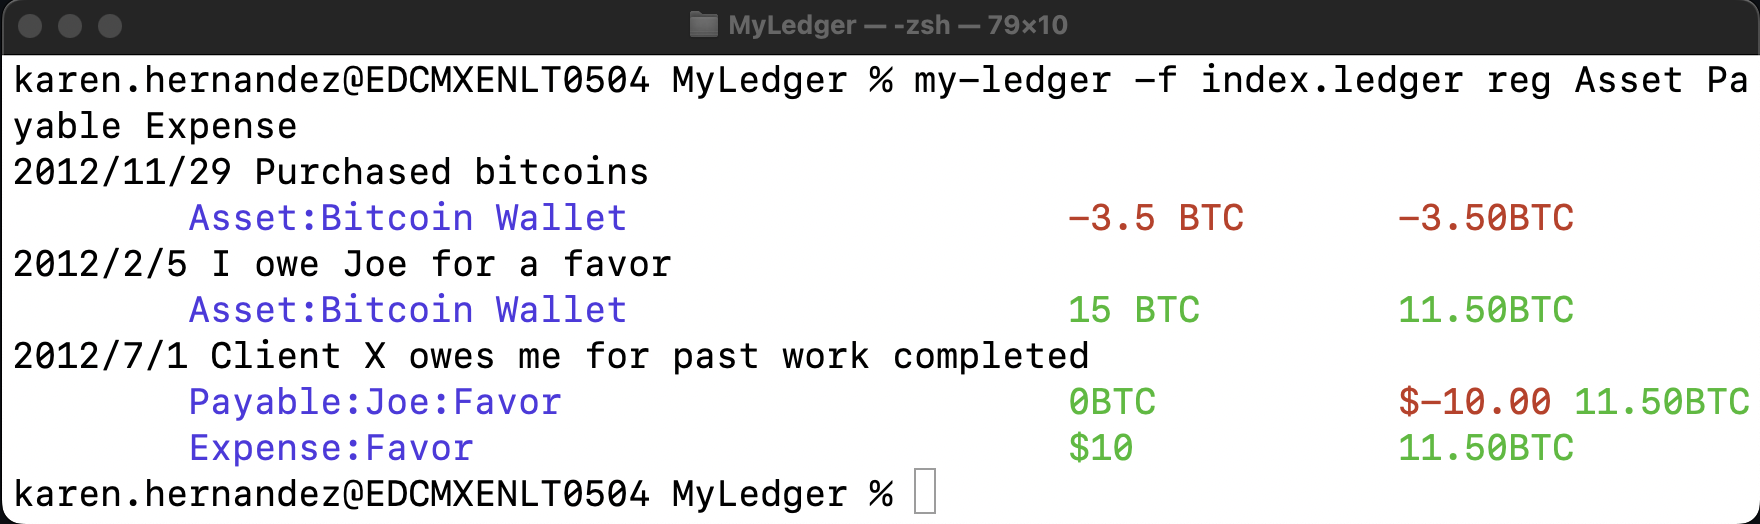 MyLedger — -zsh — 79×10
karen.hernandez@EDCMXENLT0504 MyLedger % my-ledger -f index.ledger reg Asset Pa
yable Expense
2012/11/29 Purchased bitcoins
Asset:Bitcoin Wallet -3.5 BTC -3.50BTC
2012/2/5 I owe Joe for a favor
Asset:Bitcoin Wallet 15 BTC 11.50BTC
2012/7/1 Client X owes me for past work completed
Payable:Joe:Favor 0BTC $-10.00 11.50BTC
Expense:Favor $10 11.50BTC
karen.hernandez@EDCMXENLT0504 MyLedger %